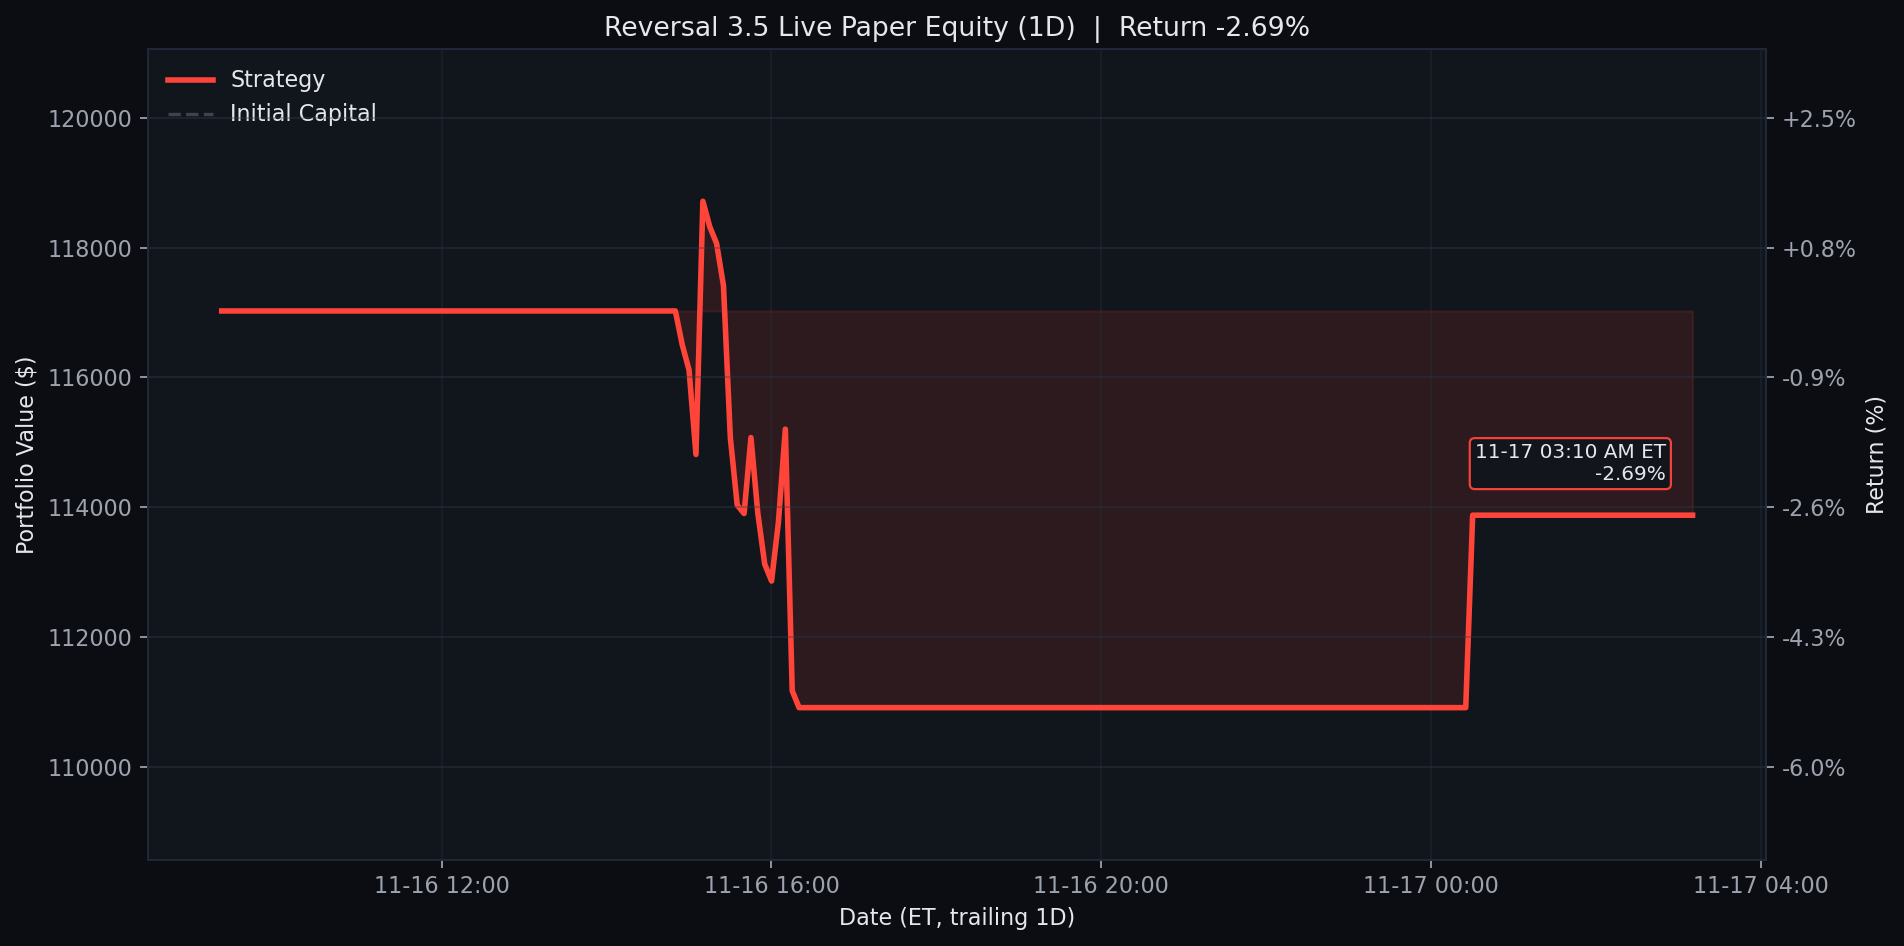 Reversal 3.5 Live Paper Equity (1D)  |  Return -2.69%
Strategy
Initial Capital
120000
118000
116000
114000
112000
110000
Portfolio Value ($)
+2.5%
+0.8%
-0.9%
-2.6%
-4.3%
-6.0%
Return (%)
11-17 03:10 AM ET
-2.69%
11-16 12:00
11-16 16:00
11-16 20:00
11-17 00:00
11-17 04:00
Date (ET, trailing 1D)